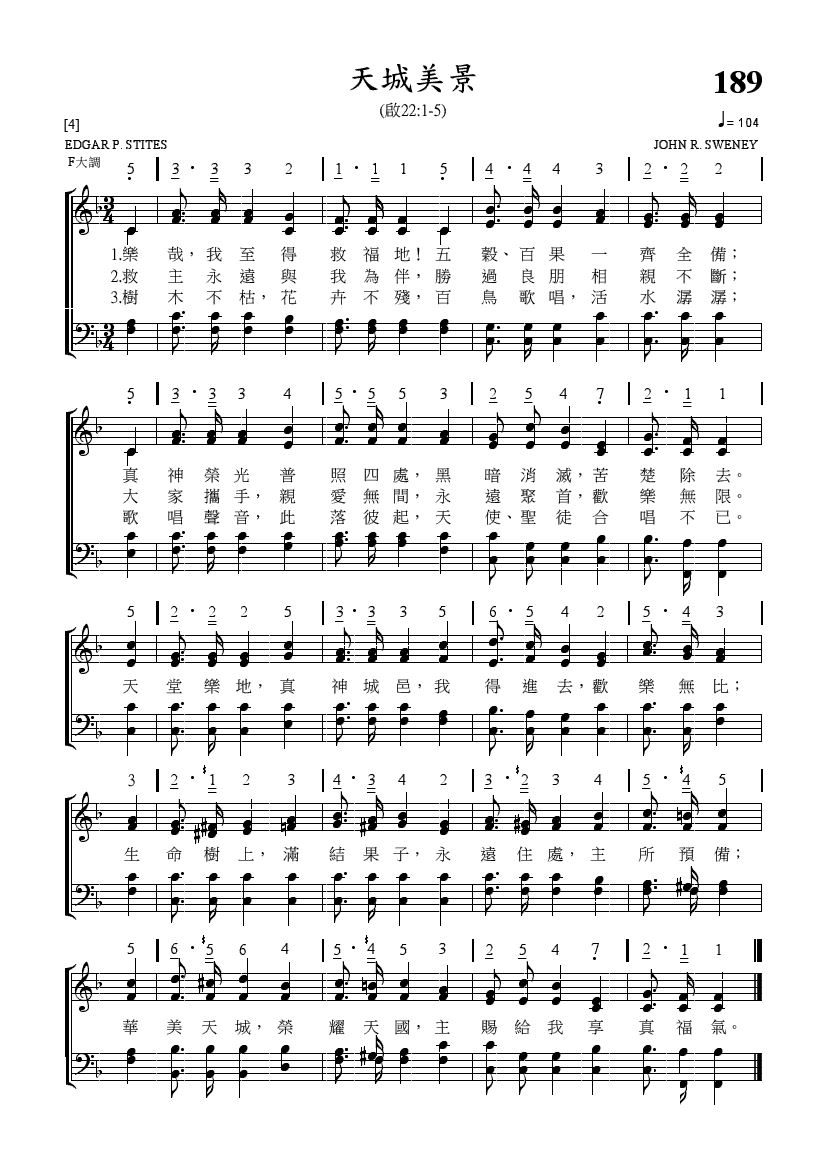 天城美景
189
(啟22:1-5)
[4]
♩= 104
EDGAR P. STITES
JOHN R. SWENEY
F大調
5 | 3 · 3 3 2 | 1 · 1 1 5 | 4 · 4 4 3 | 2 · 2 2 |
1.樂 哉，我 至 得 救 福 地！五 穀、百 果 一 齊 全 備；
2.救 主 永 遠 與 我 為 伴，勝 過 良 朋 相 親 不 斷；
3.樹 木 不 枯，花 卉 不 殘，百 鳥 歌 唱，活 水 潺 潺；
5 | 3 · 3 3 4 | 5 · 5 5 3 | 2 5 4 7 | 2 · 1 1 |
真 神 榮 光 普 照 四 處，黑 暗 消 滅，苦 楚 除 去。
大 家 攜 手，親 愛 無 間，永 遠 聚 首，歡 樂 無 限。
歌 唱 聲 音，此 落 彼 起，天 使、聖 徒 合 唱 不 已。
5 | 2 · 2 2 5 | 3 · 3 3 5 | 6 · 5 4 2 | 5 · 4 3 |
天 堂 樂 地，真 神 城 邑，我 得 進 去，歡 樂 無 比；
3 | 2 · ♯1 2 3 | 4 · 3 4 2 | 3 · ♯2 3 4 | 5 · ♯4 5 |
生 命 樹 上，滿 結 果 子，永 遠 住 處，主 所 預 備；
5 | 6 · ♯5 6 4 | 5 · ♯4 5 3 | 2 5 4 7 | 2 · 1 1 ‖
華 美 天 城，榮 耀 天 國，主 賜 給 我 享 真 福 氣。